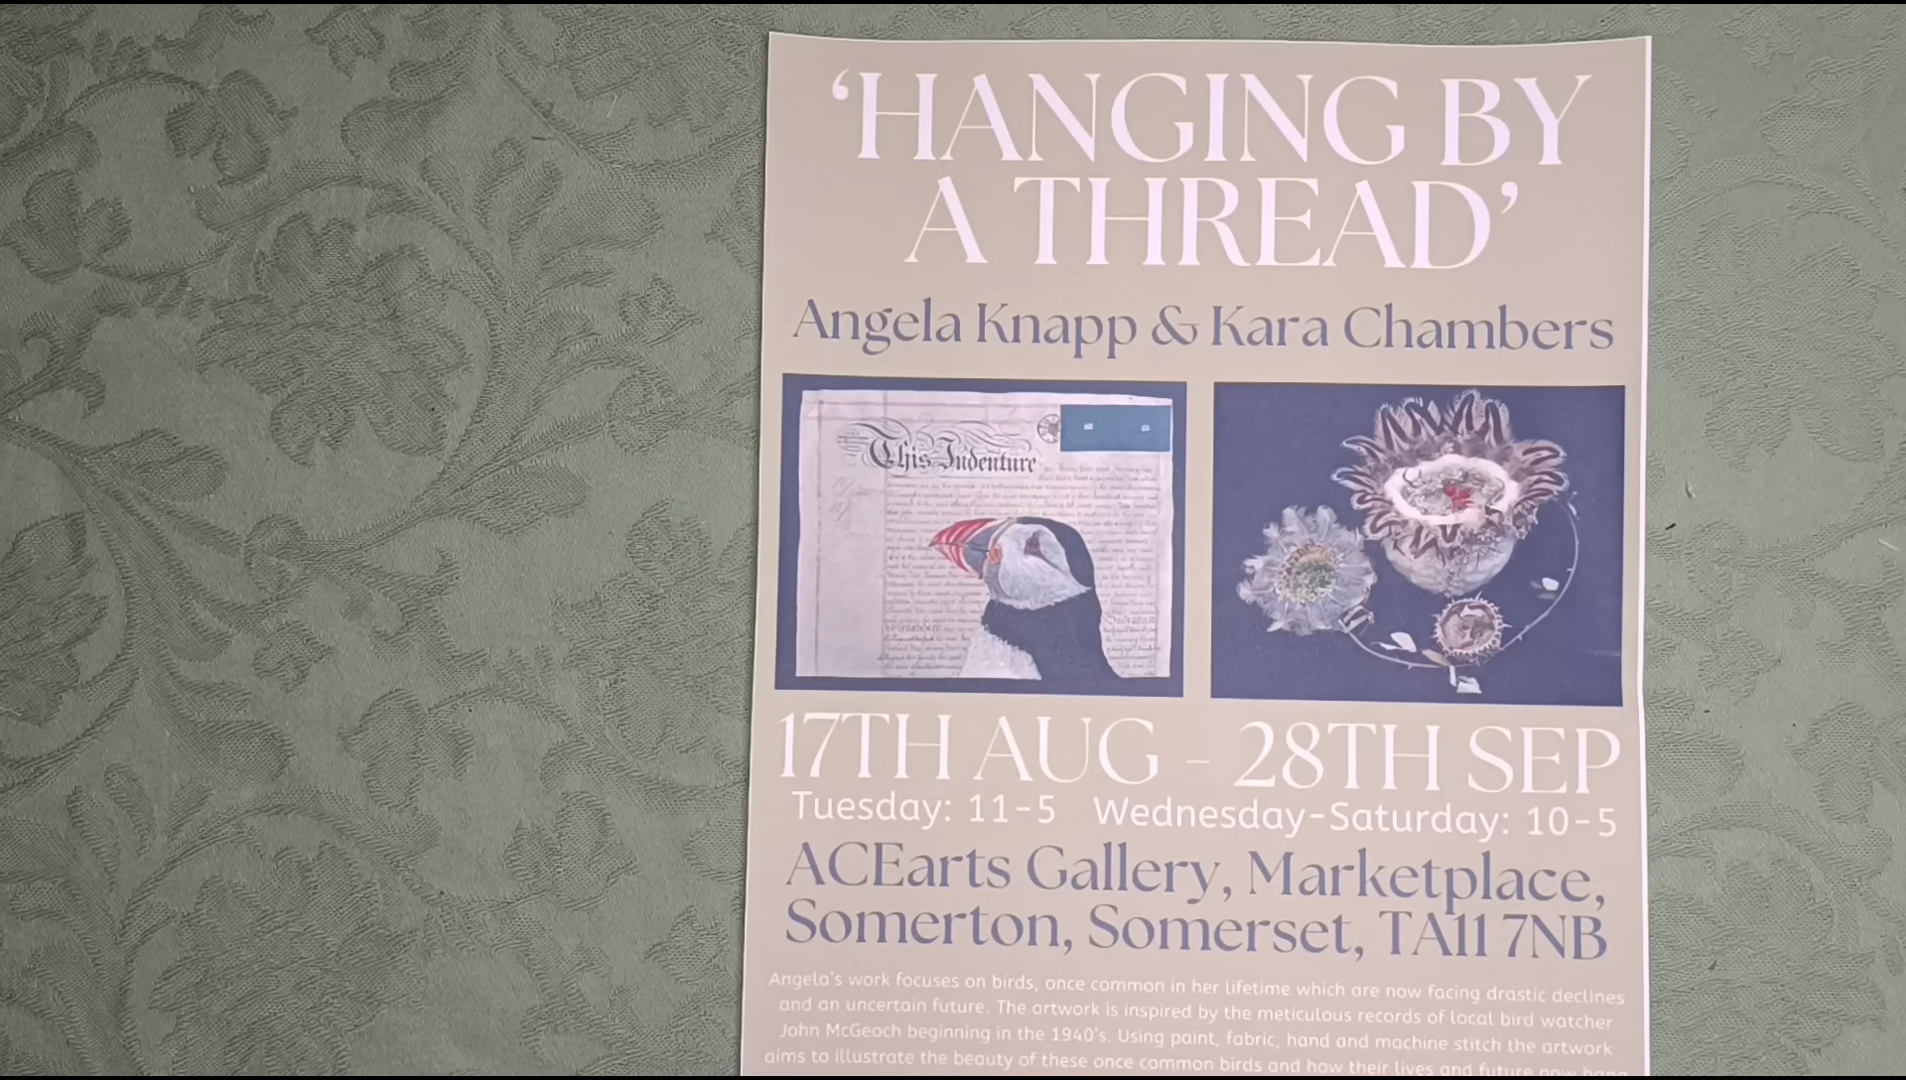 ‘HANGING BY
A THREAD’
Angela Knapp & Kara Chambers
This Indenture
17TH AUG - 28TH SEP
Tuesday: 11-5 Wednesday-Saturday: 10-5
ACEarts Gallery, Marketplace,
Somerton, Somerset, TA11 7NB
Angela's work focuses on birds, once common in her lifetime which are now facing drastic declines
and an uncertain future. The artwork is inspired by the meticulous records of local bird watcher
John McGeoch beginning in the 1940's. Using paint, fabric, hand and machine stitch the artwork
aims to illustrate the beauty of these once common birds and how their lives and future now hang